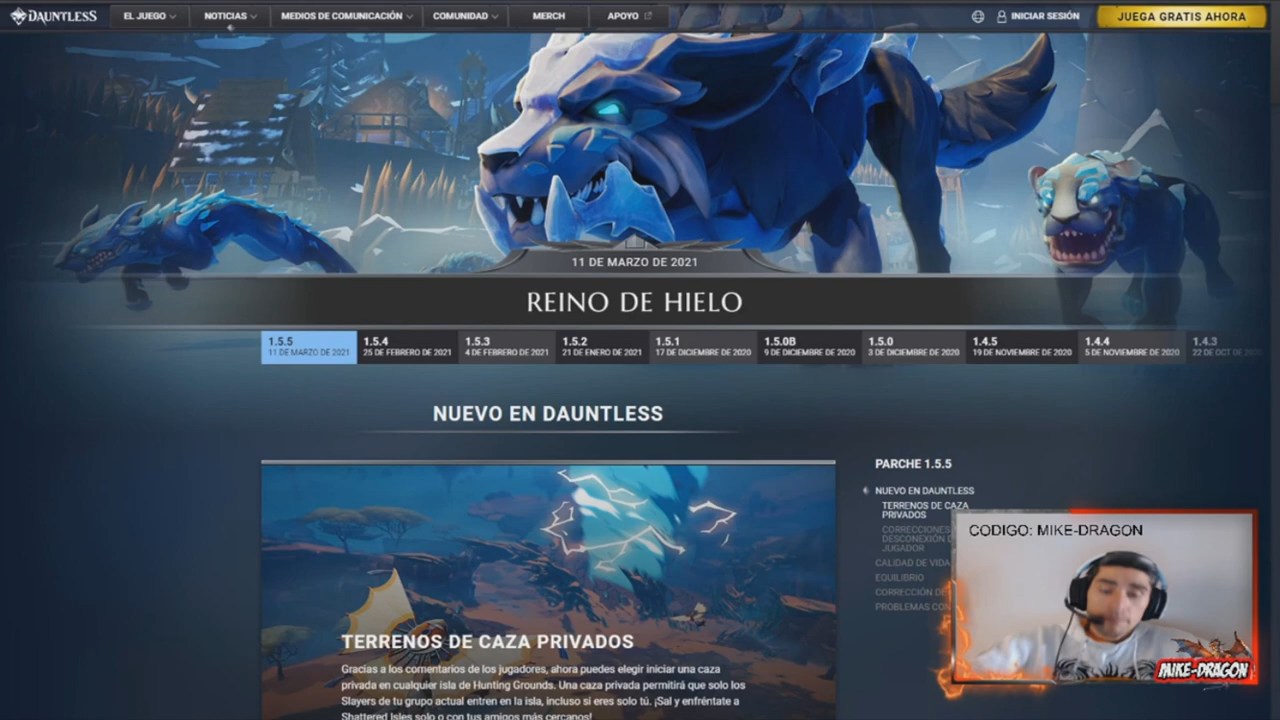 DAUNTLESS
EL JUEGO
NOTICIAS
MEDIOS DE COMUNICACIÓN
COMUNIDAD
MERCH
APOYO
INICIAR SESIÓN
JUEGA GRATIS AHORA
11 DE MARZO DE 2021
REINO DE HIELO
1.5.5
11 DE MARZO DE 2021
1.5.4
25 DE FEBRERO DE 2021
1.5.3
4 DE FEBRERO DE 2021
1.5.2
21 DE ENERO DE 2021
1.5.1
17 DE DICIEMBRE DE 2020
1.5.0B
9 DE DICIEMBRE DE 2020
1.5.0
3 DE DICIEMBRE DE 2020
1.4.5
19 DE NOVIEMBRE DE 2020
1.4.4
5 DE NOVIEMBRE DE 2020
1.4.3
22 DE OCT
NUEVO EN DAUNTLESS
TERRENOS DE CAZA PRIVADOS
Gracias a los comentarios de los jugadores, ahora puedes elegir iniciar una caza
privada en cualquier isla de Hunting Grounds. Una caza privada permitirá que solo los
Slayers de tu grupo actual entren en la isla, incluso si eres solo tú. ¡Sal y enfréntate a
Shattered Isles solo o con tus amigos más cercanos!
PARCHE 1.5.5
NUEVO EN DAUNTLESS
TERRENOS DE CAZA
PRIVADOS
CORRECCIONES
DESCONEXIÓN D
JUGADOR
CALIDAD DE VIDA
EQUILIBRIO
CORRECCIÓN DE
PROBLEMAS CON
CODIGO: MIKE-DRAGON
MIKE-DRAGON